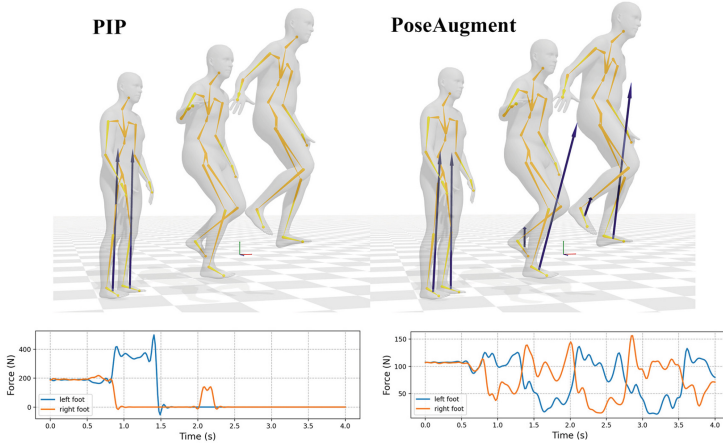 PIP
PoseAugment
Force (N)
400
200
0
left foot
right foot
0.0 0.5 1.0 1.5 2.0 2.5 3.0 3.5 4.0
Time (s)
Force (N)
150
100
50
left foot
right foot
0.0 0.5 1.0 1.5 2.0 2.5 3.0 3.5 4.0
Time (s)